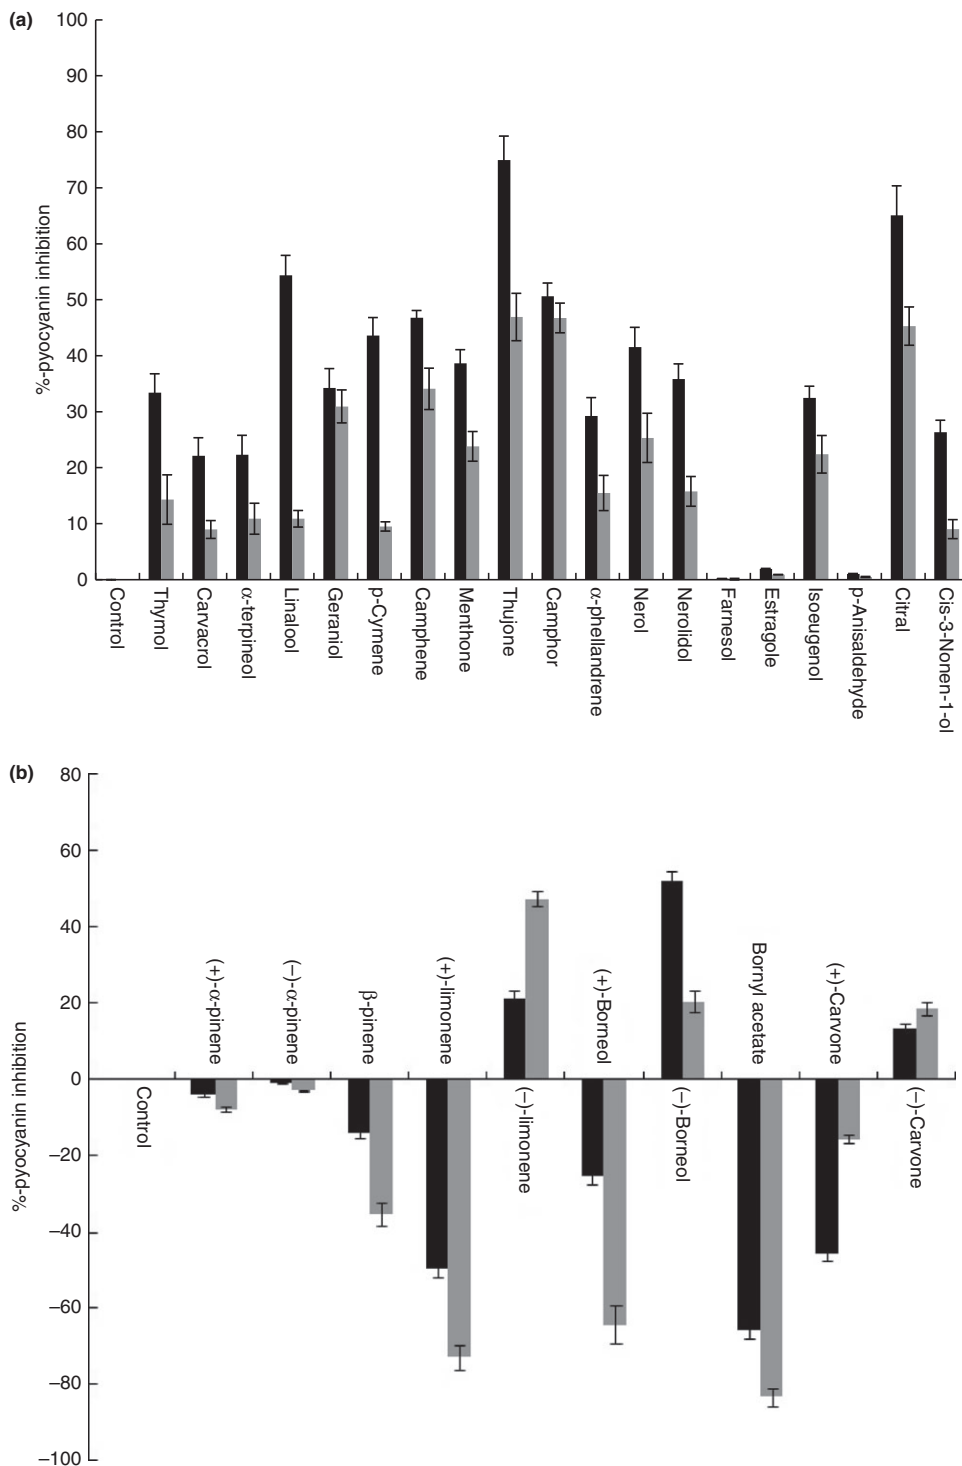 (a)
100
90
80
70
60
50
40
30
20
10
0
%-pyocyanin inhibition
Control
Thymol
Carvacrol
α-terpineol
Linalool
Geraniol
p-Cymene
Camphene
Menthone
Thujone
Camphor
α-phellandrene
Nerol
Nerolidol
Farnesol
Estragole
Isoeugenol
p-Anisaldehyde
Citral
Cis-3-Nonen-1-ol
(b)
80
60
40
20
0
−20
−40
−60
−80
−100
%-pyocyanin inhibition
Control
(+)-α-pinene
(−)-α-pinene
β-pinene
(+)-limonene
(−)-limonene
(+)-Borneol
(−)-Borneol
Bornyl acetate
(+)-Carvone
(−)-Carvone